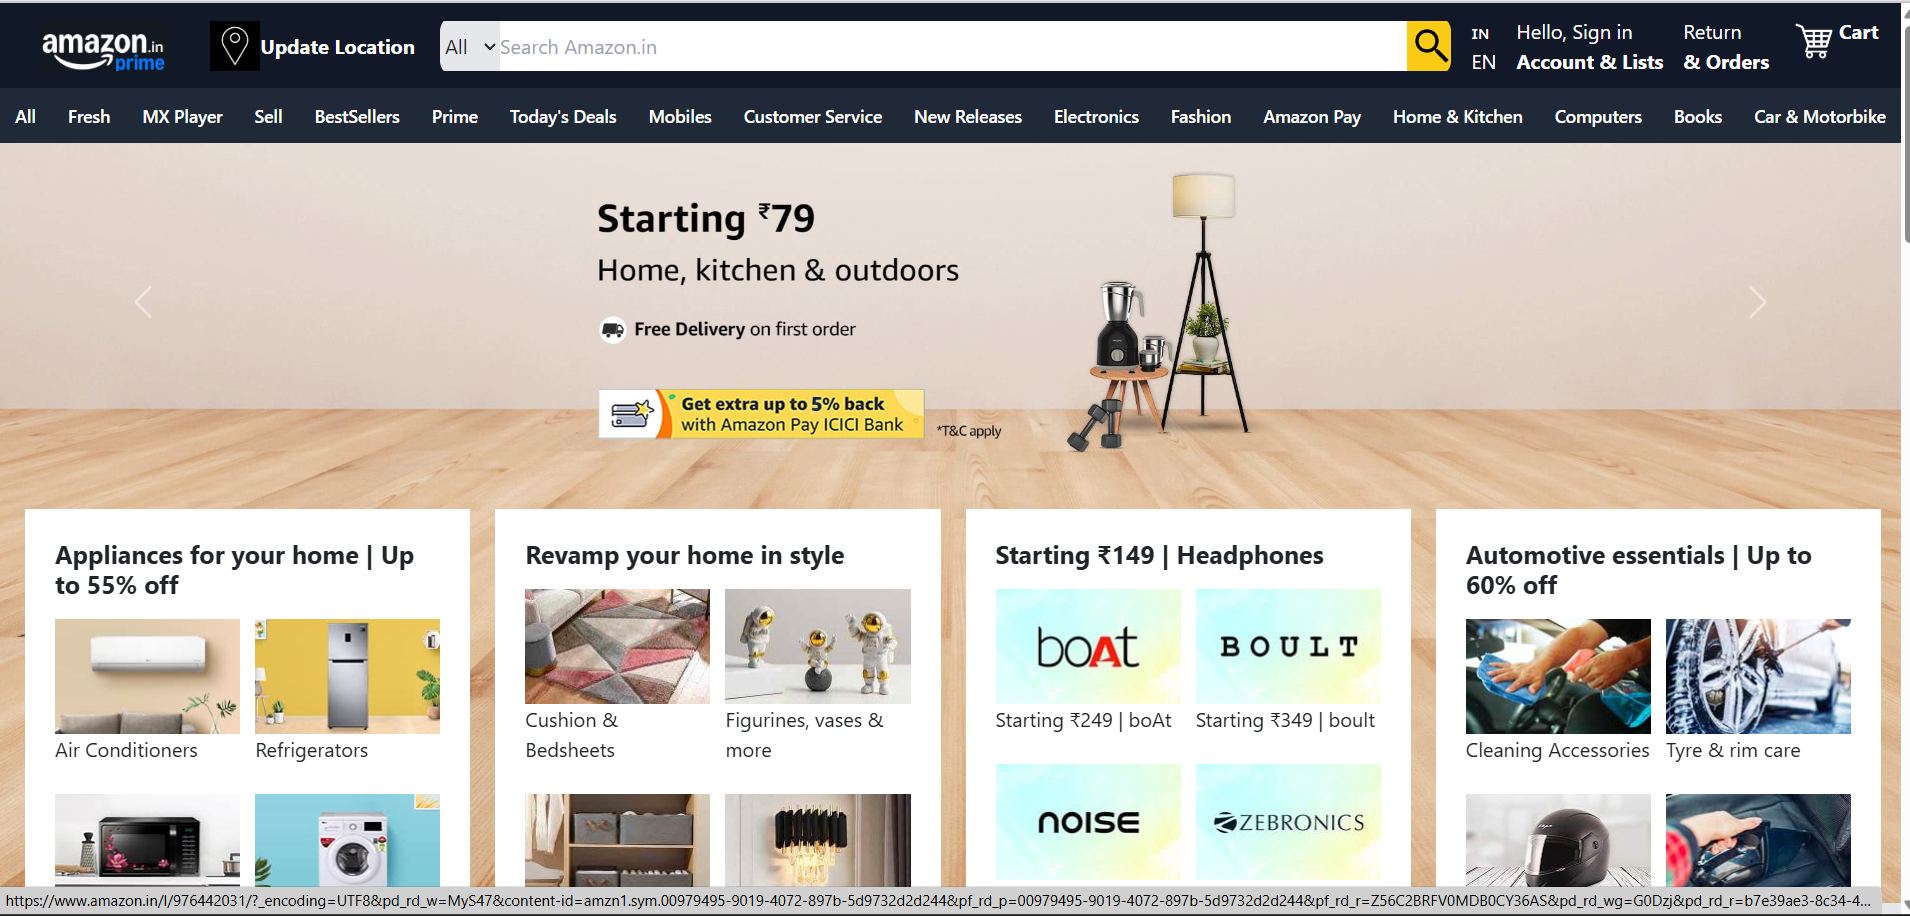 amazon.in
prime
Update Location
All
Search Amazon.in
IN
EN
Hello, Sign in
Account & Lists
Return
& Orders
Cart
All Fresh MX Player Sell BestSellers Prime Today's Deals Mobiles Customer Service New Releases Electronics Fashion Amazon Pay Home & Kitchen Computers Books Car & Motorbike
Starting ₹79
Home, kitchen & outdoors
Free Delivery on first order
Get extra up to 5% back
with Amazon Pay ICICI Bank
*T&C apply
Appliances for your home | Up
to 55% off
Air Conditioners
Refrigerators
Revamp your home in style
Cushion &
Bedsheets
Figurines, vases &
more
Starting ₹149 | Headphones
boAt
BOULT
Starting ₹249 | boAt
Starting ₹349 | boult
noise
ZEBRONICS
Automotive essentials | Up to
60% off
Cleaning Accessories
Tyre & rim care
https://www.amazon.in/l/976442031/?_encoding=UTF8&pd_rd_w=MyS47&content-id=amzn1.sym.00979495-9019-4072-897b-5d9732d2d244&pf_rd_p=00979495-9019-4072-897b-5d9732d2d244&pf_rd_r=Z56C2BRFV0MDB0CY36AS&pd_rd_wg=G0Dzj&pd_rd_r=b7e39ae3-8c34-4...